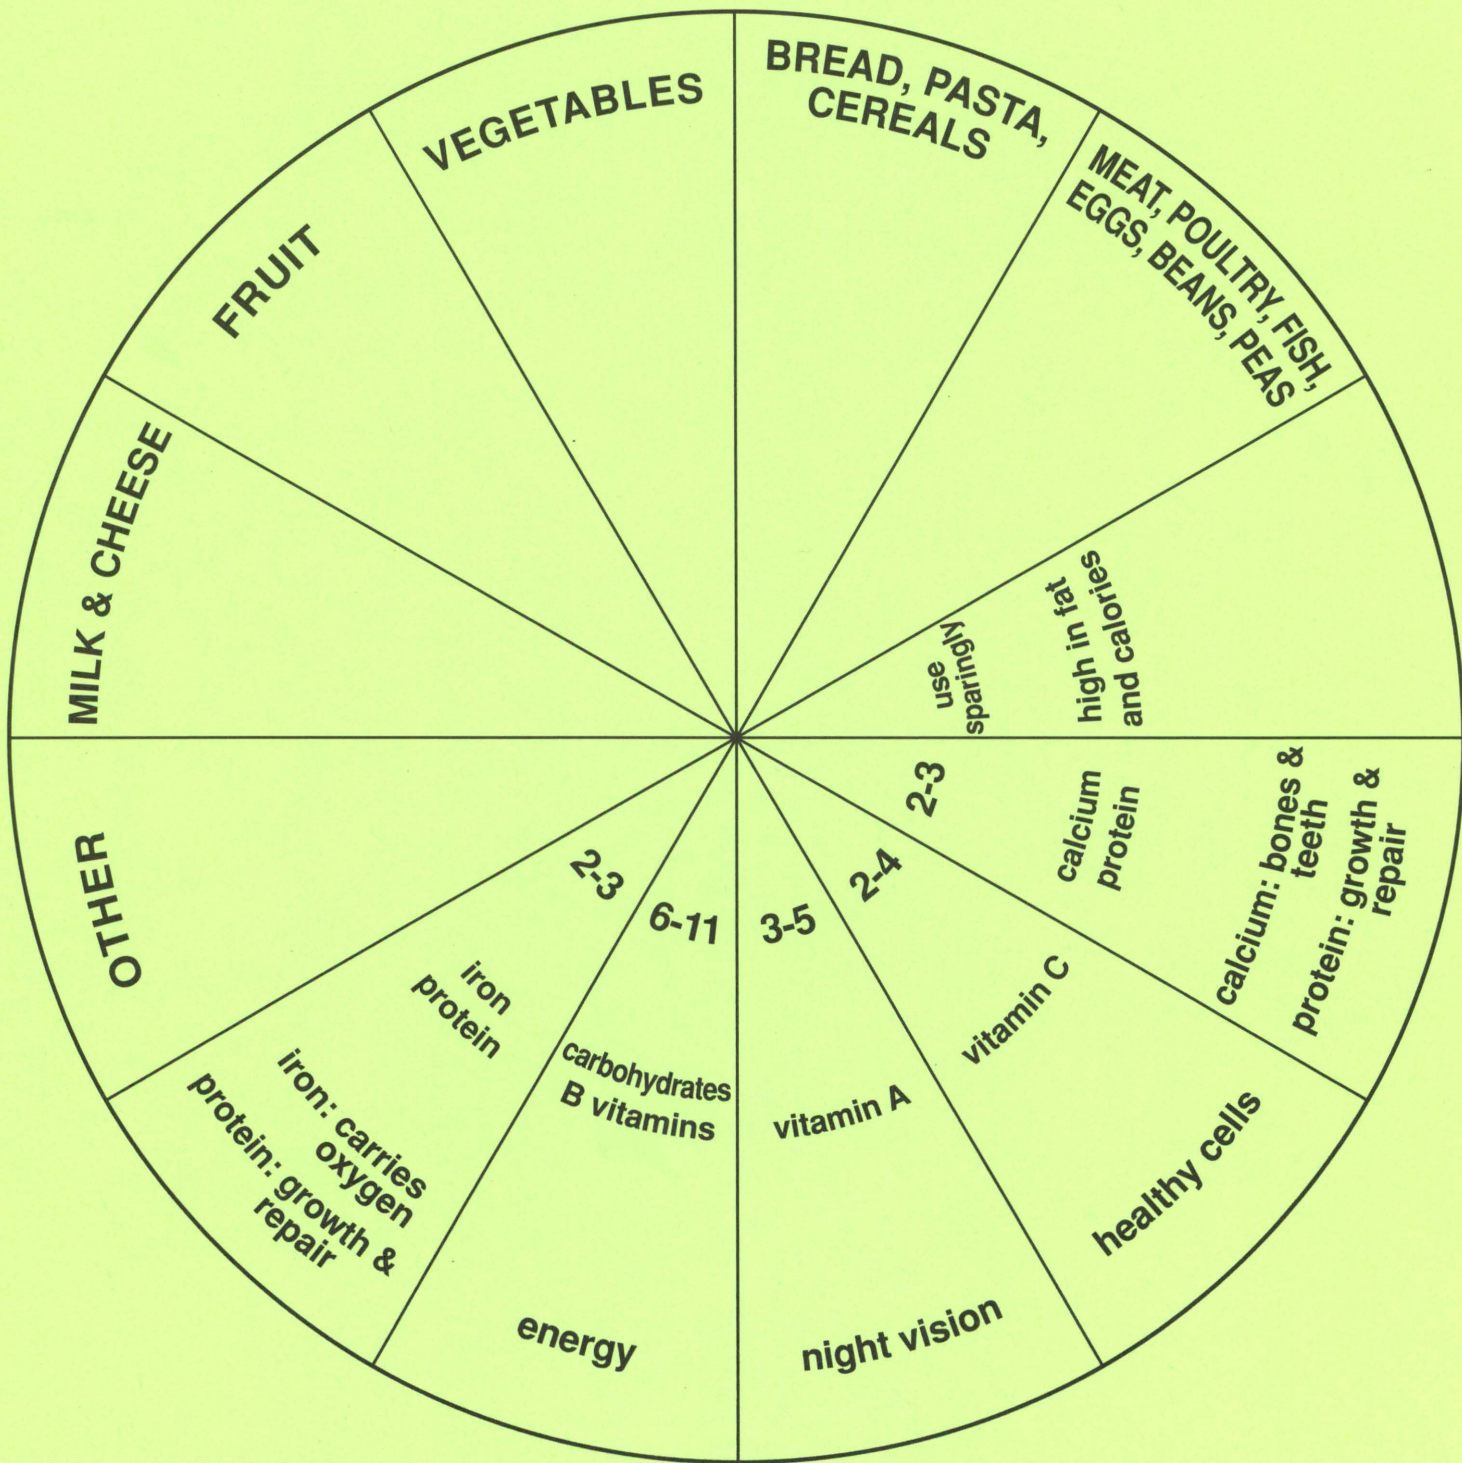 VEGETABLES
BREAD, PASTA,
CEREALS
MEAT, POULTRY, FISH,
EGGS, BEANS, PEAS
use
sparingly
high in fat
and calories
2-3
calcium
protein
calcium: bones &
teeth
protein: growth &
repair
2-4
vitamin C
healthy cells
3-5
vitamin A
night vision
6-11
carbohydrates
B vitamins
energy
2-3
iron
protein
iron: carries
oxygen
protein: growth &
repair
OTHER
MILK & CHEESE
FRUIT